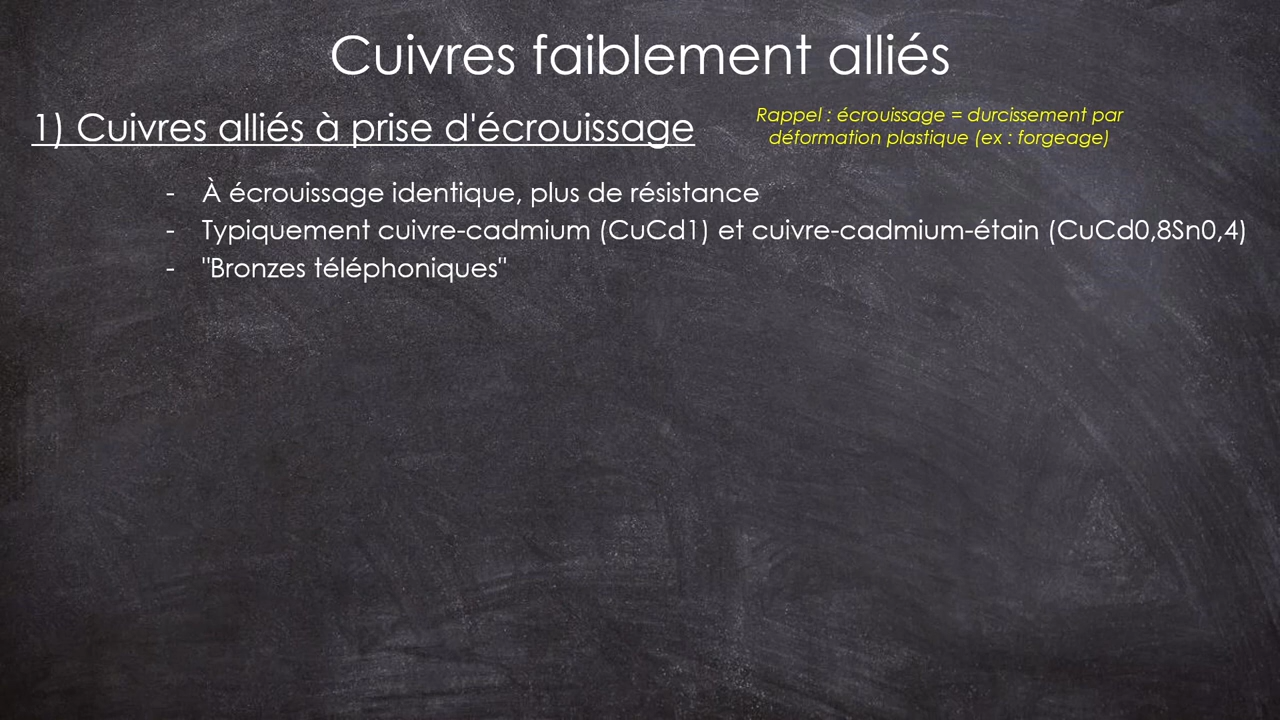 Cuivres faiblement alliés
1) Cuivres alliés à prise d'écrouissage
Rappel : écrouissage = durcissement par
déformation plastique (ex : forgeage)
- À écrouissage identique, plus de résistance
- Typiquement cuivre-cadmium (CuCd1) et cuivre-cadmium-étain (CuCd0,8Sn0,4)
- "Bronzes téléphoniques"